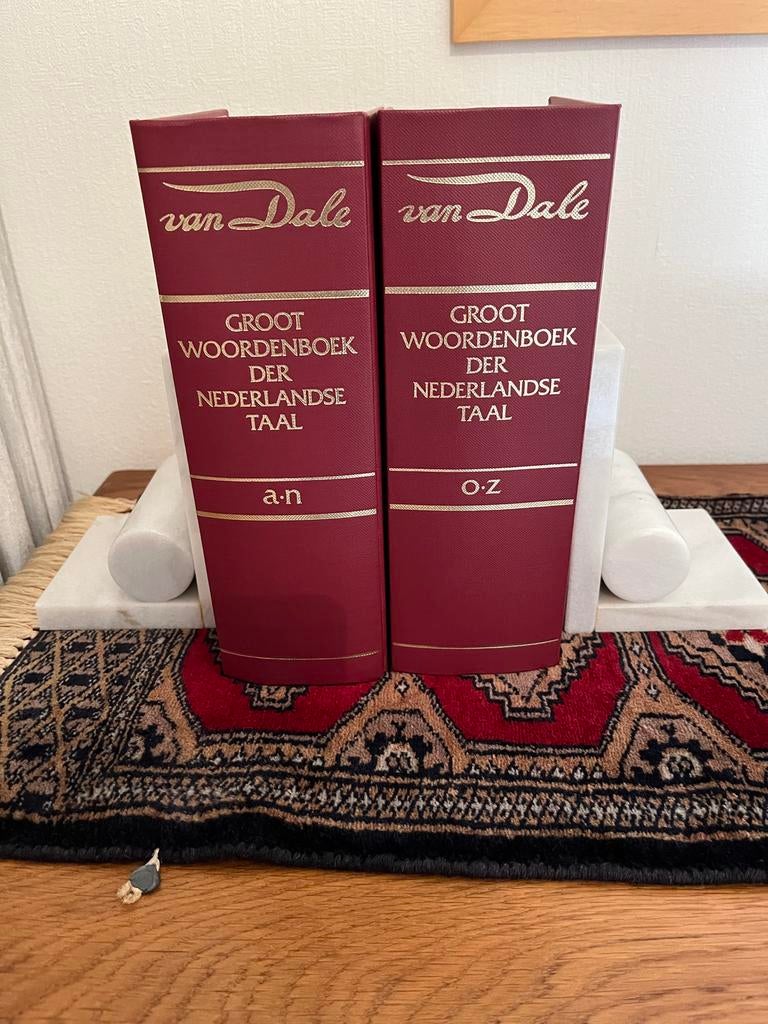 van Dale
GROOT
WOORDENBOEK
DER
NEDERLANDSE
TAAL
a·n
van Dale
GROOT
WOORDENBOEK
DER
NEDERLANDSE
TAAL
o·z